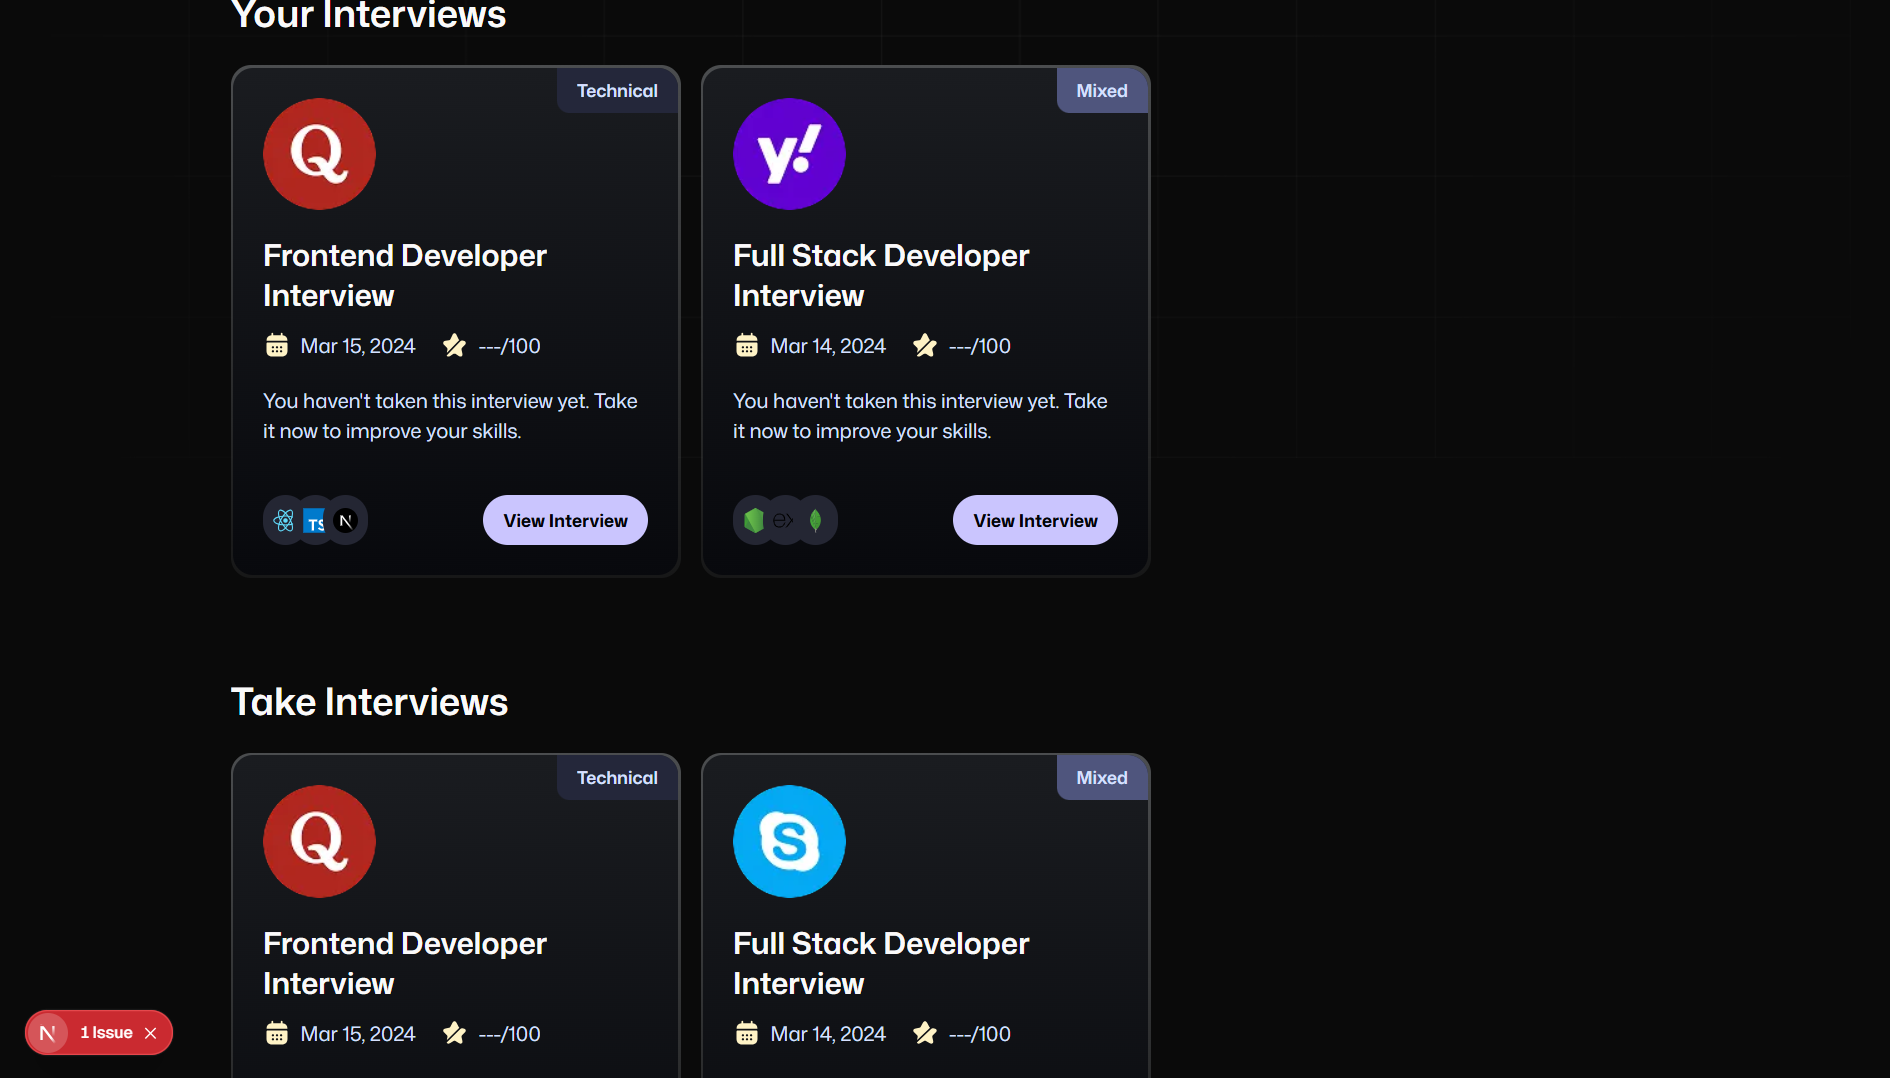 Your Interviews
Technical
Q
Frontend Developer
Interview
Mar 15, 2024 ---/100
You haven't taken this interview yet. Take
it now to improve your skills.
TS N
View Interview
Mixed
y!
Full Stack Developer
Interview
Mar 14, 2024 ---/100
You haven't taken this interview yet. Take
it now to improve your skills.
ex
View Interview
Take Interviews
Technical
Q
Frontend Developer
Interview
Mar 15, 2024 ---/100
Mixed
S
Full Stack Developer
Interview
Mar 14, 2024 ---/100
N 1 Issue